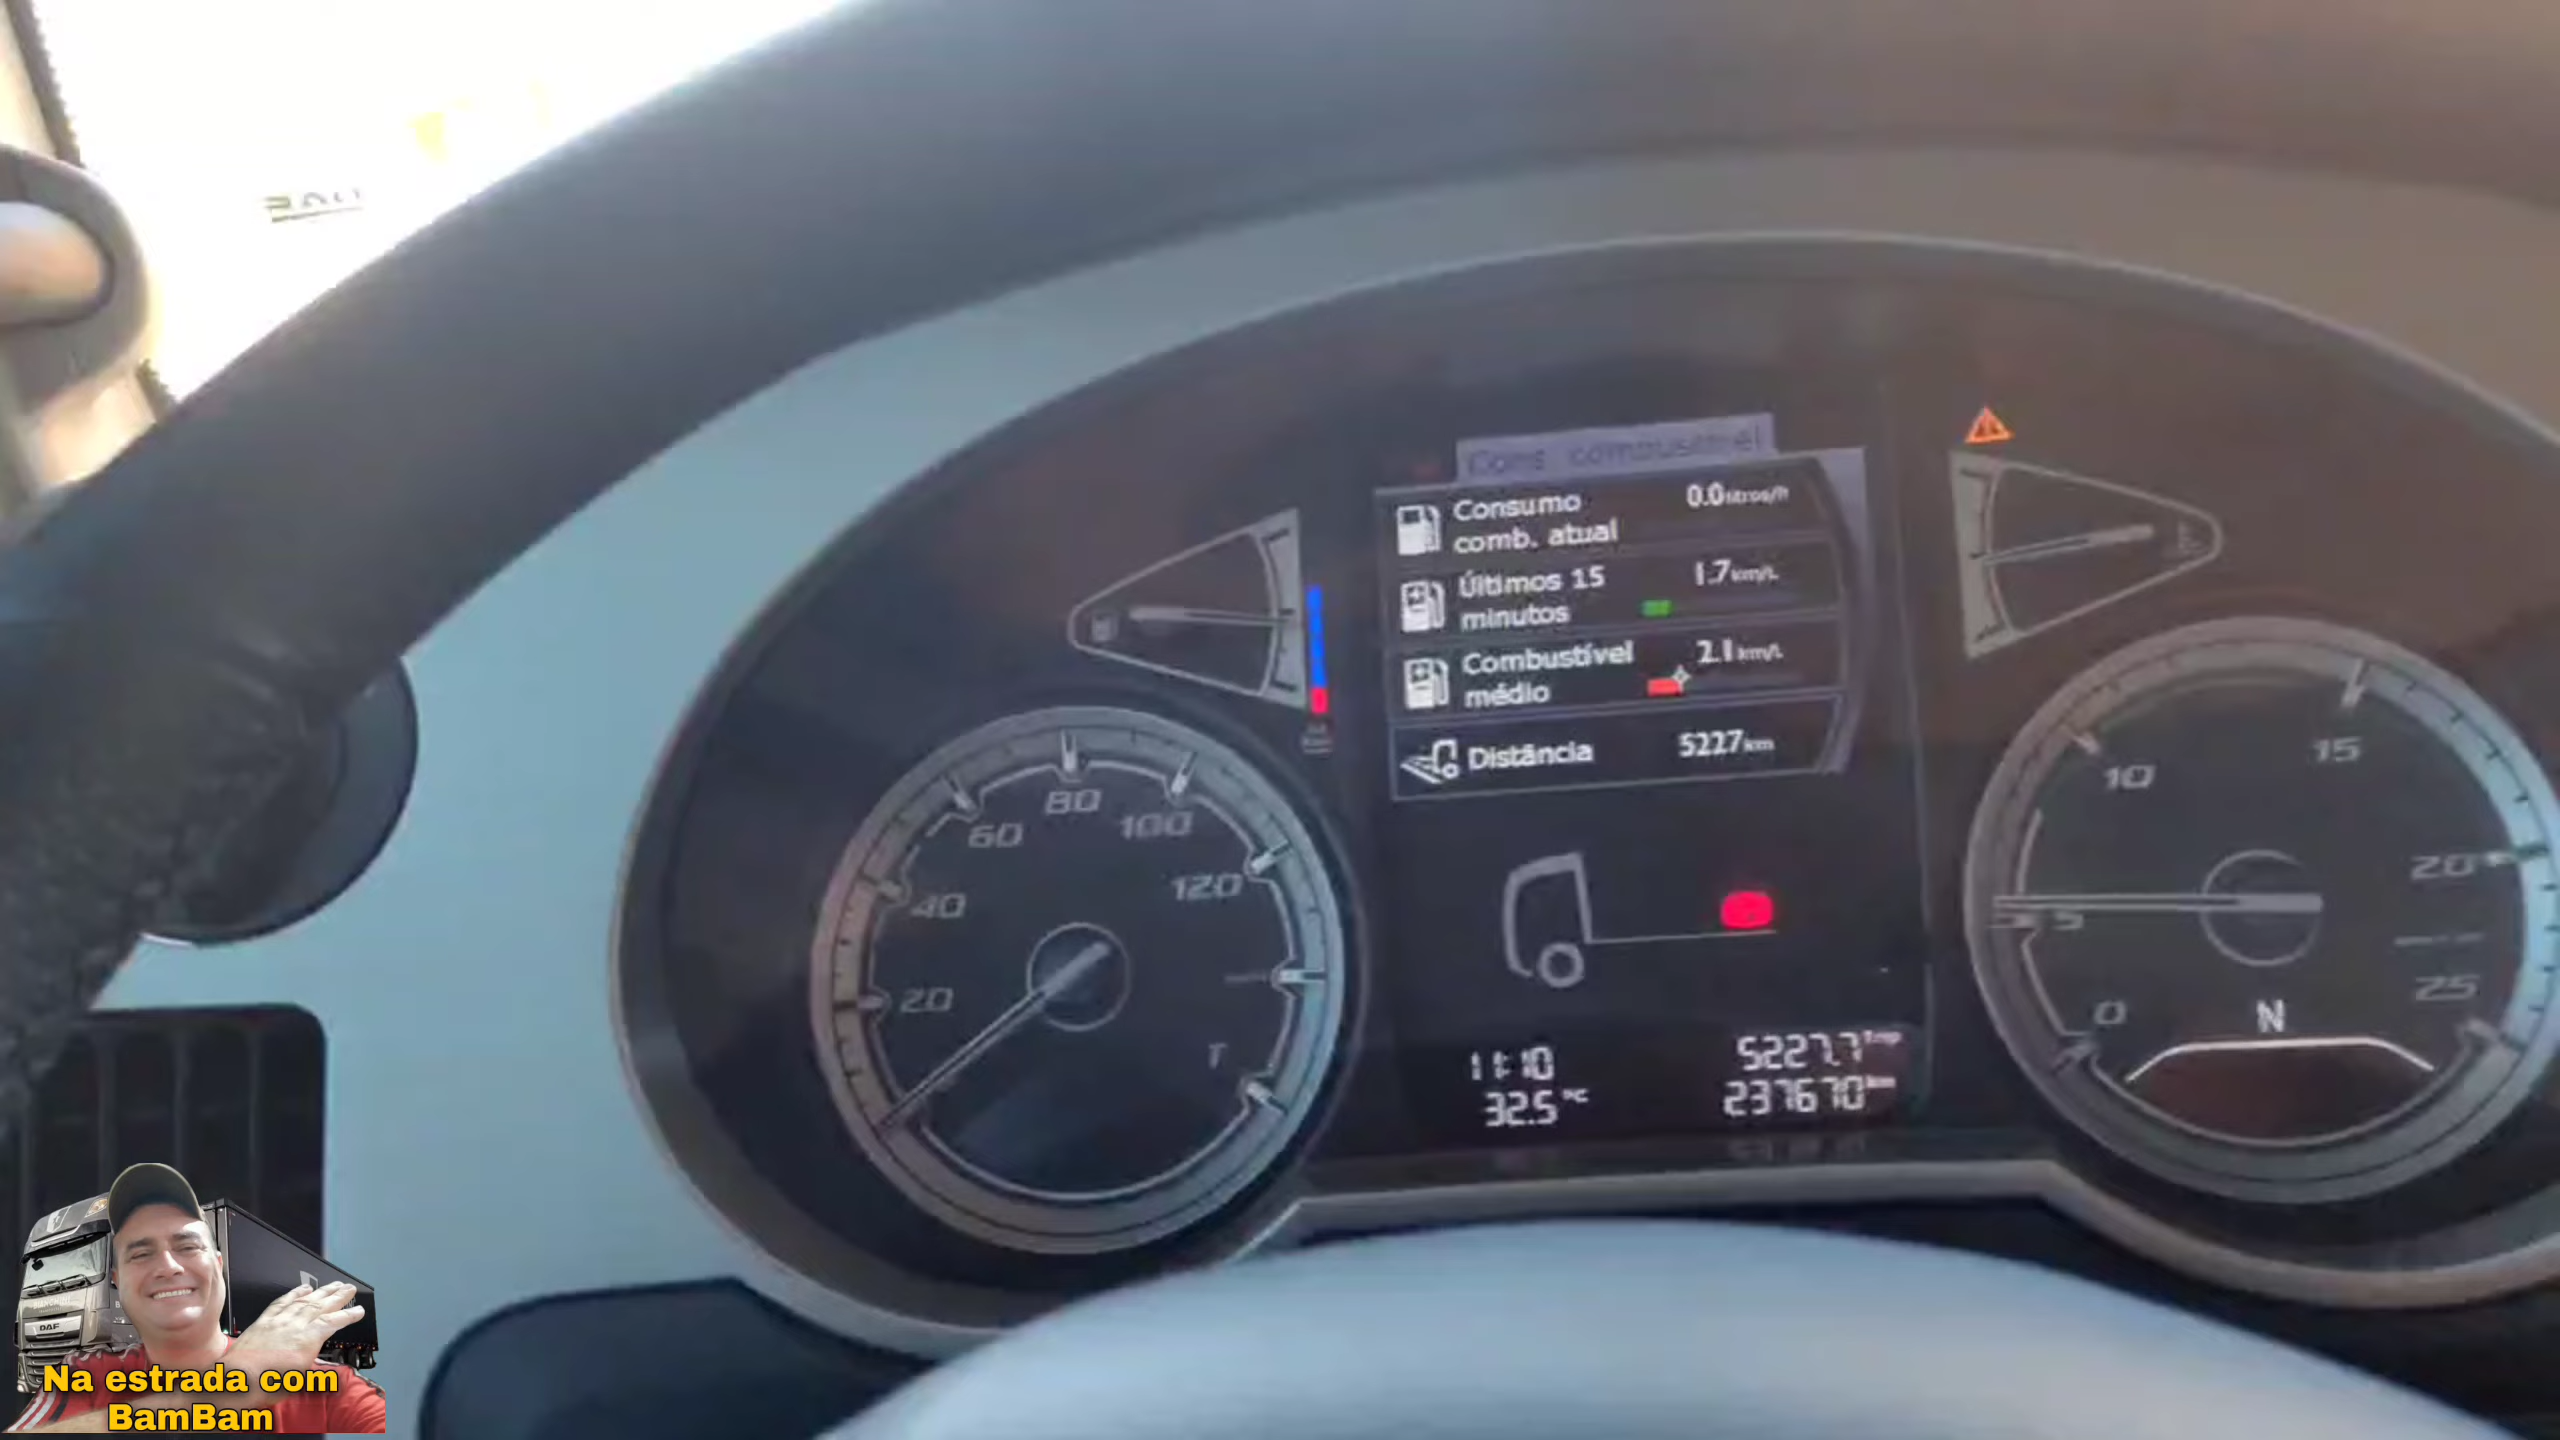 Cons. combustível
Consumo
comb. atual
0.0 litros/h
Últimos 15
minutos
1.7 km/L
Combustível
médio
2.1 km/L
Distância
5227 km
20
40
60
80
100
120
0
5
10
15
20
25
N
11:10
5227.7
32.5 °C
237670 km
DAF
Na estrada com
BamBam